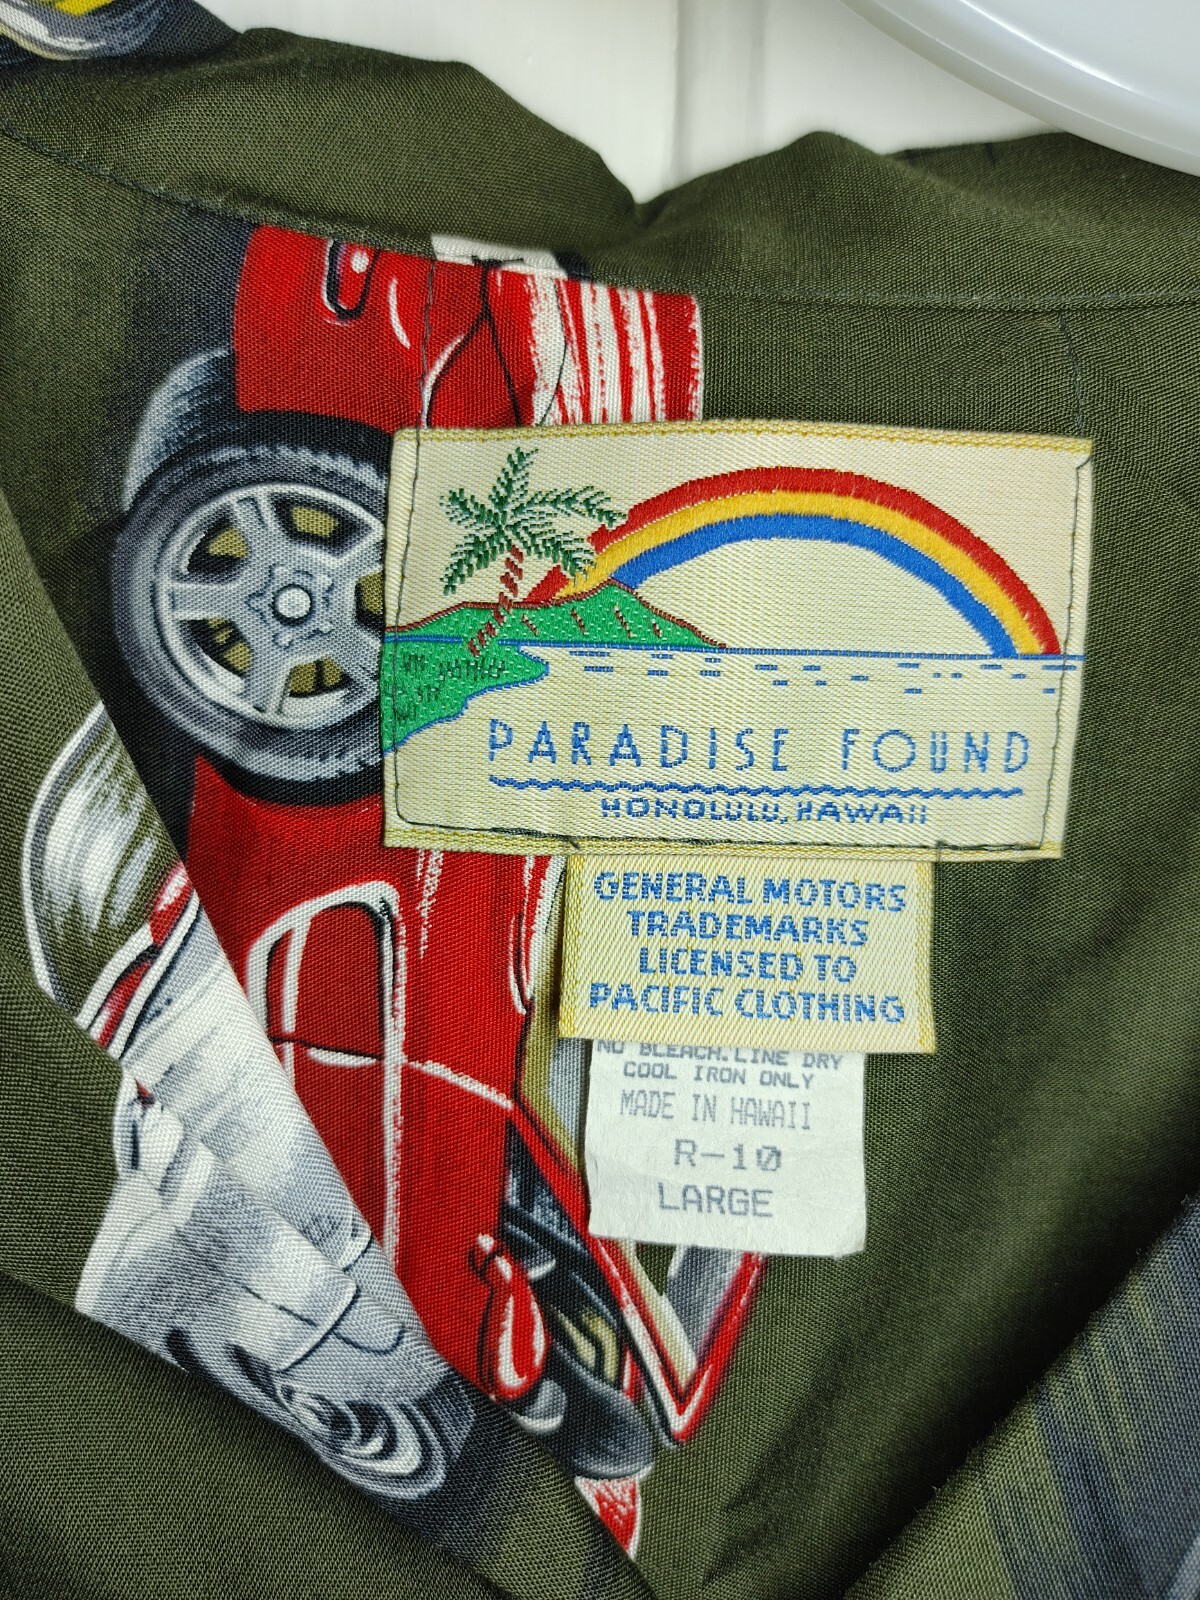 PARADISE FOUND
HONOLULU, HAWAII
GENERAL MOTORS
TRADEMARKS
LICENSED TO
PACIFIC CLOTHING
NO BLEACH.LINE DRY
COOL IRON ONLY
MADE IN HAWAII
R-10
LARGE